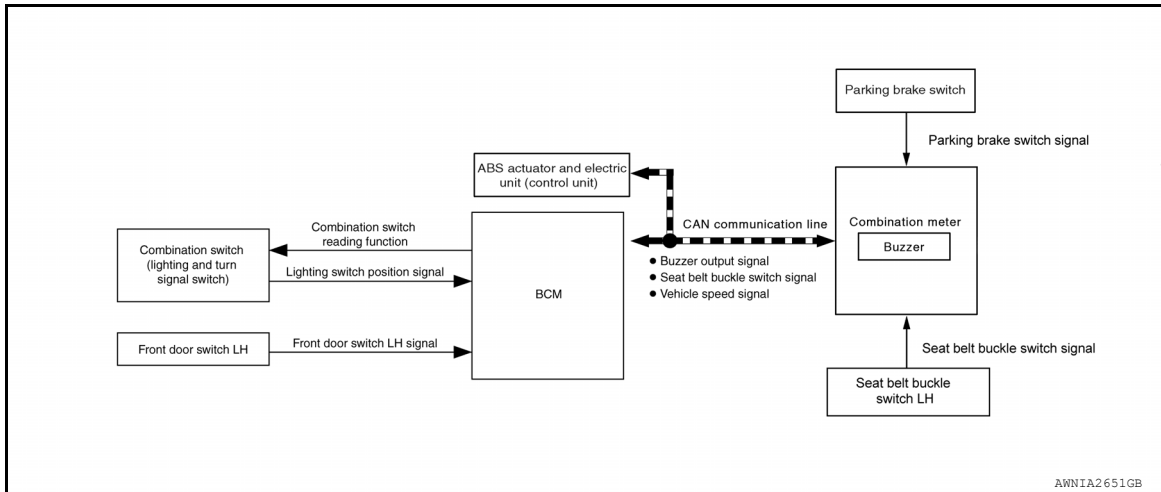 Parking brake switch
Parking brake switch signal
ABS actuator and electric
unit (control unit)
CAN communication line
Combination meter
Buzzer
Combination switch
reading function
Combination switch
(lighting and turn
signal switch)
Lighting switch position signal
BCM
● Buzzer output signal
● Seat belt buckle switch signal
● Vehicle speed signal
Front door switch LH
Front door switch LH signal
Seat belt buckle switch signal
Seat belt buckle
switch LH
AWNIA2651GB